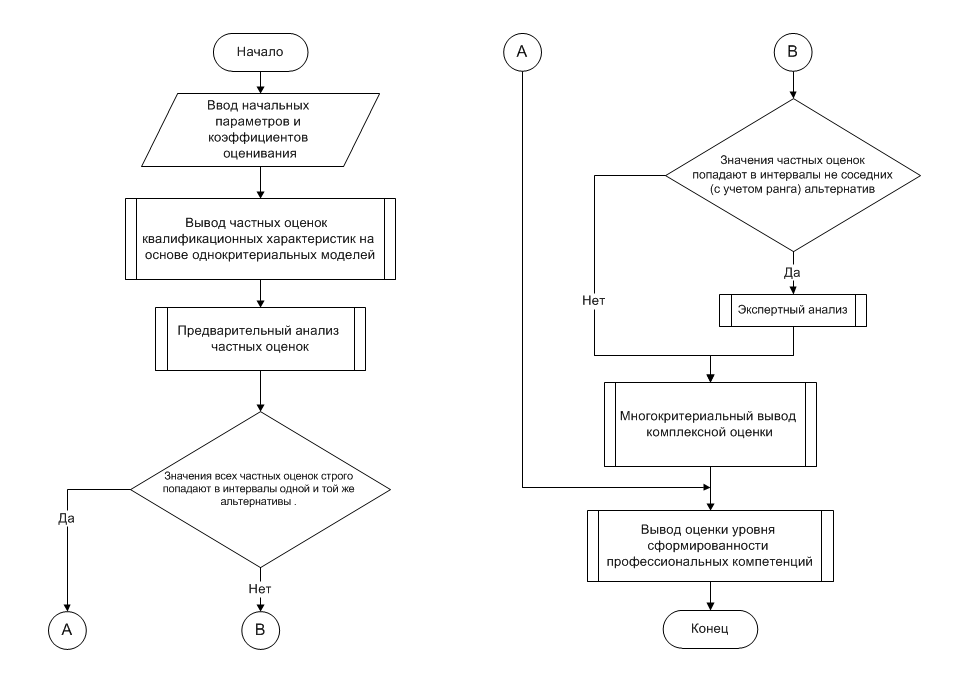 Начало
Ввод начальных
параметров и
коэффициентов
оценивания
Вывод частных оценок
квалификационных характеристик на
основе однокритериальных моделей
Предварительный анализ
частных оценок
Значения всех частных оценок строго
попадают в интервалы одной и той же
альтернативы .
Да
Нет
A
B
A
B
Значения частных оценок
попадают в интервалы не соседних
(с учетом ранга) альтернатив
Да
Нет
Экспертный анализ
Многокритериальный вывод
комплексной оценки
Вывод оценки уровня
сформированности
профессиональных компетенций
Конец